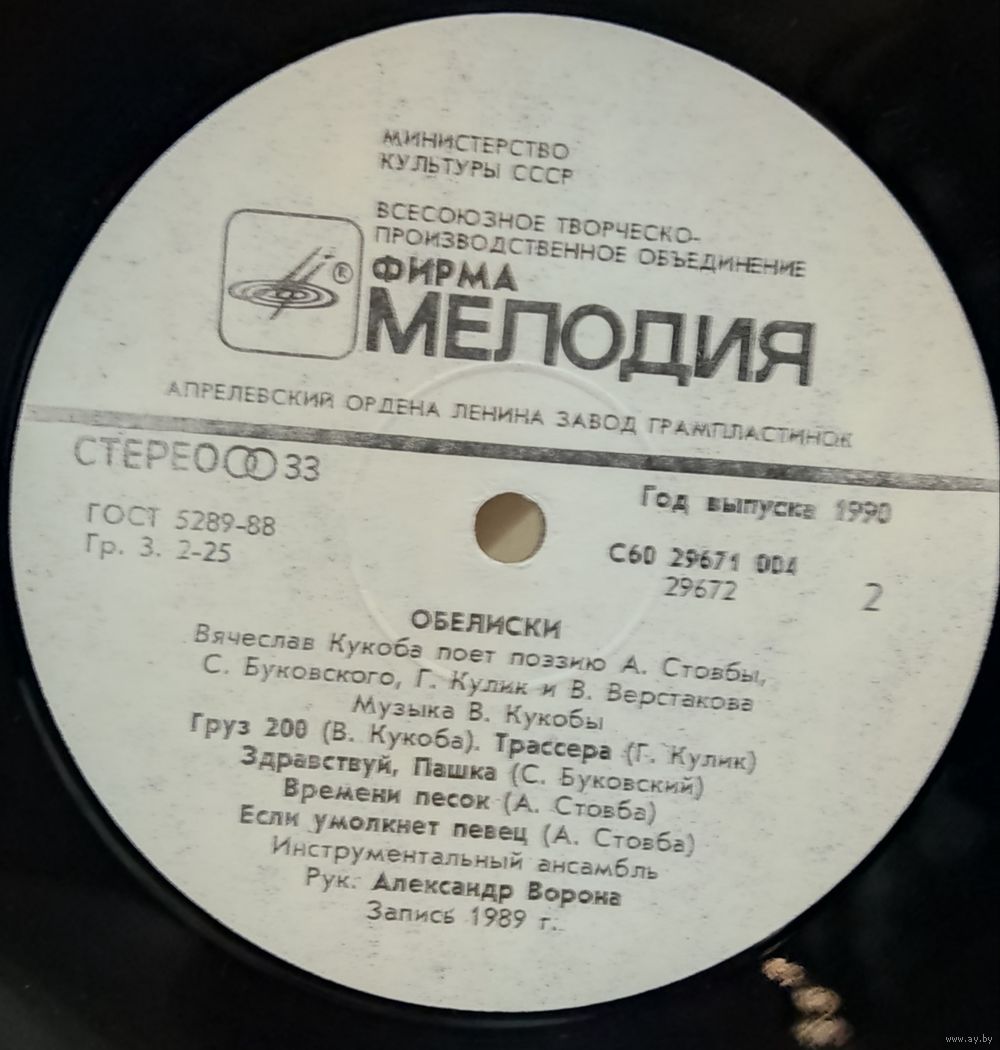 МИНИСТЕРСТВО
КУЛЬТУРЫ СССР
ВСЕСОЮЗНОЕ ТВОРЧЕСКО-
ПРОИЗВОДСТВЕННОЕ ОБЪЕДИНЕНИЕ
®
ФИРМА
МЕЛОДИЯ
АПРЕЛЕВСКИЙ ОРДЕНА ЛЕНИНА ЗАВОД ГРАМПЛАСТИНОК
СТЕРЕО 33
ГОСТ 5289-88
Гр. 3. 2-25
Год выпуска 1990
С60 29671 004
29672
2
ОБЕЛИСКИ
Вячеслав Кукоба поет поэзию А. Стовбы,
С. Буковского, Г. Кулик и В. Верстакова
Музыка В. Кукобы
Груз 200 (В. Кукоба). Трассера (Г. Кулик)
Здравствуй, Пашка (С. Буковский)
Времени песок (А. Стовба)
Если умолкнет певец (А. Стовба)
Инструментальный ансамбль
Рук. Александр Ворона
Запись 1989 г.
www.ay.by